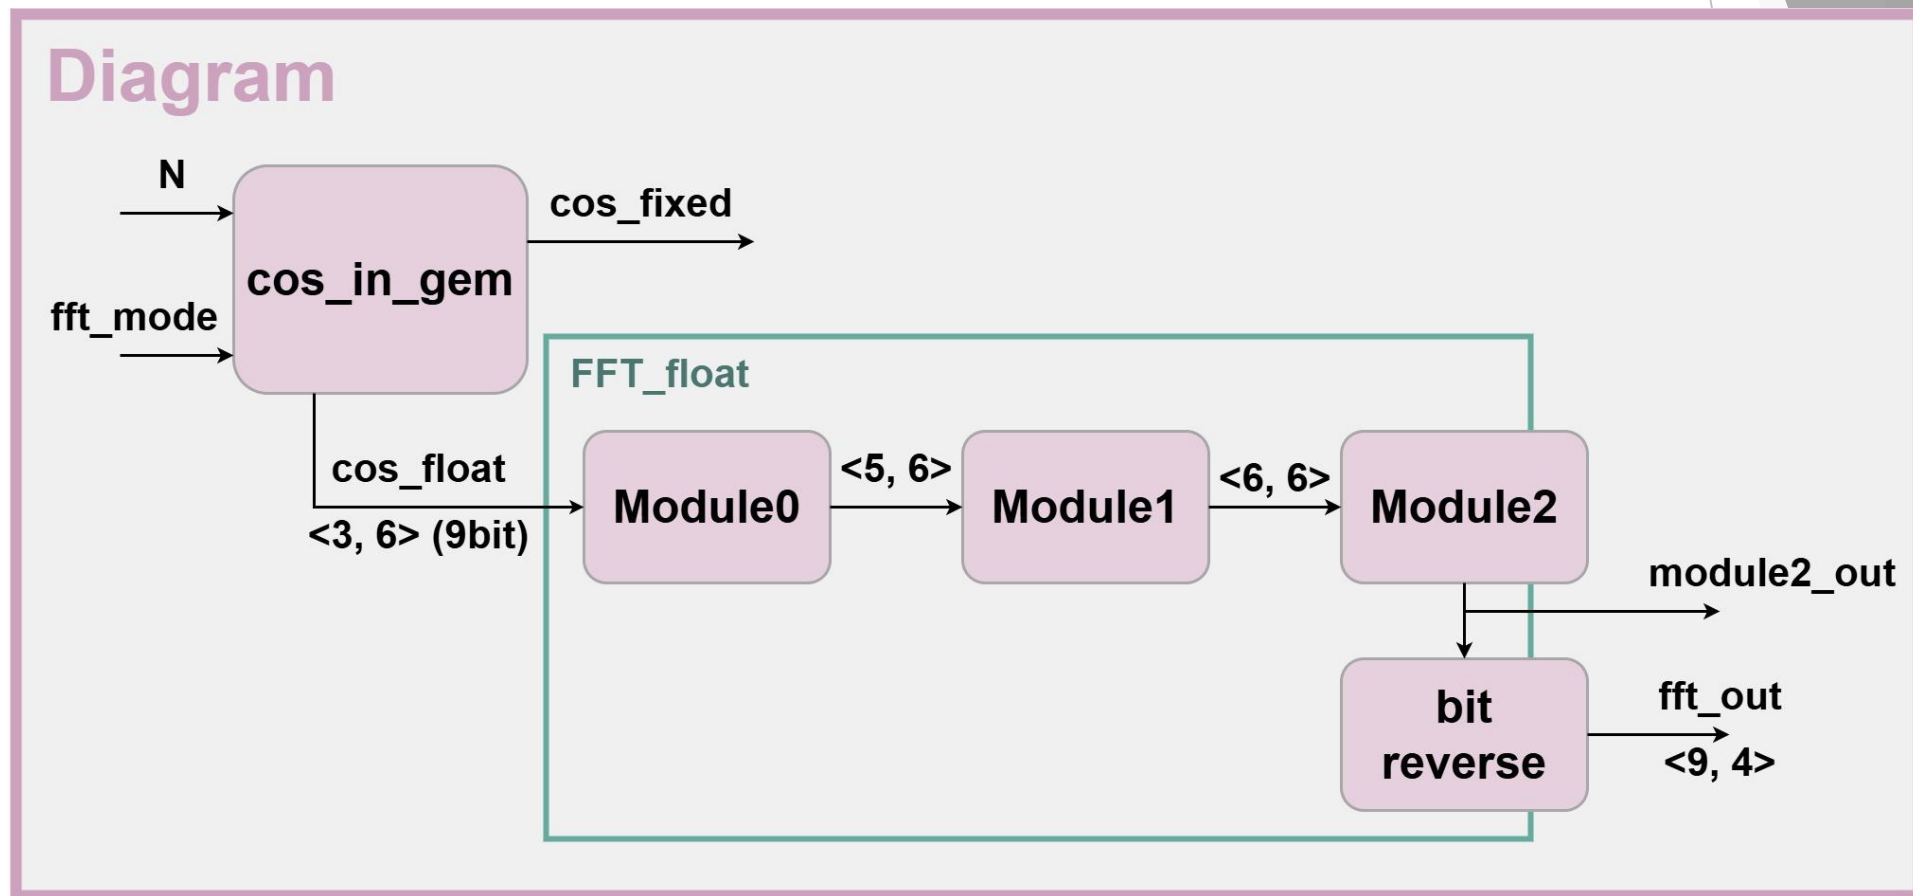 Diagram
N
cos_fixed
cos_in_gem
fft_mode
FFT_float
cos_float
<3, 6> (9bit)
Module0
<5, 6>
Module1
<6, 6>
Module2
module2_out
bit
reverse
fft_out
<9, 4>